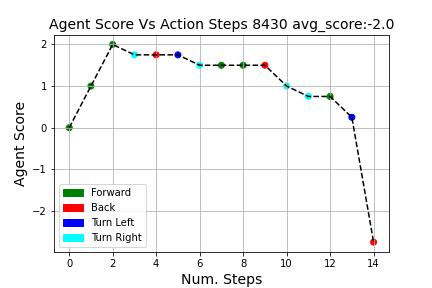 Agent Score Vs Action Steps 8430 avg_score:-2.0
Agent Score
2
1
0
−1
−2
Forward
Back
Turn Left
Turn Right
0 2 4 6 8 10 12 14
Num. Steps